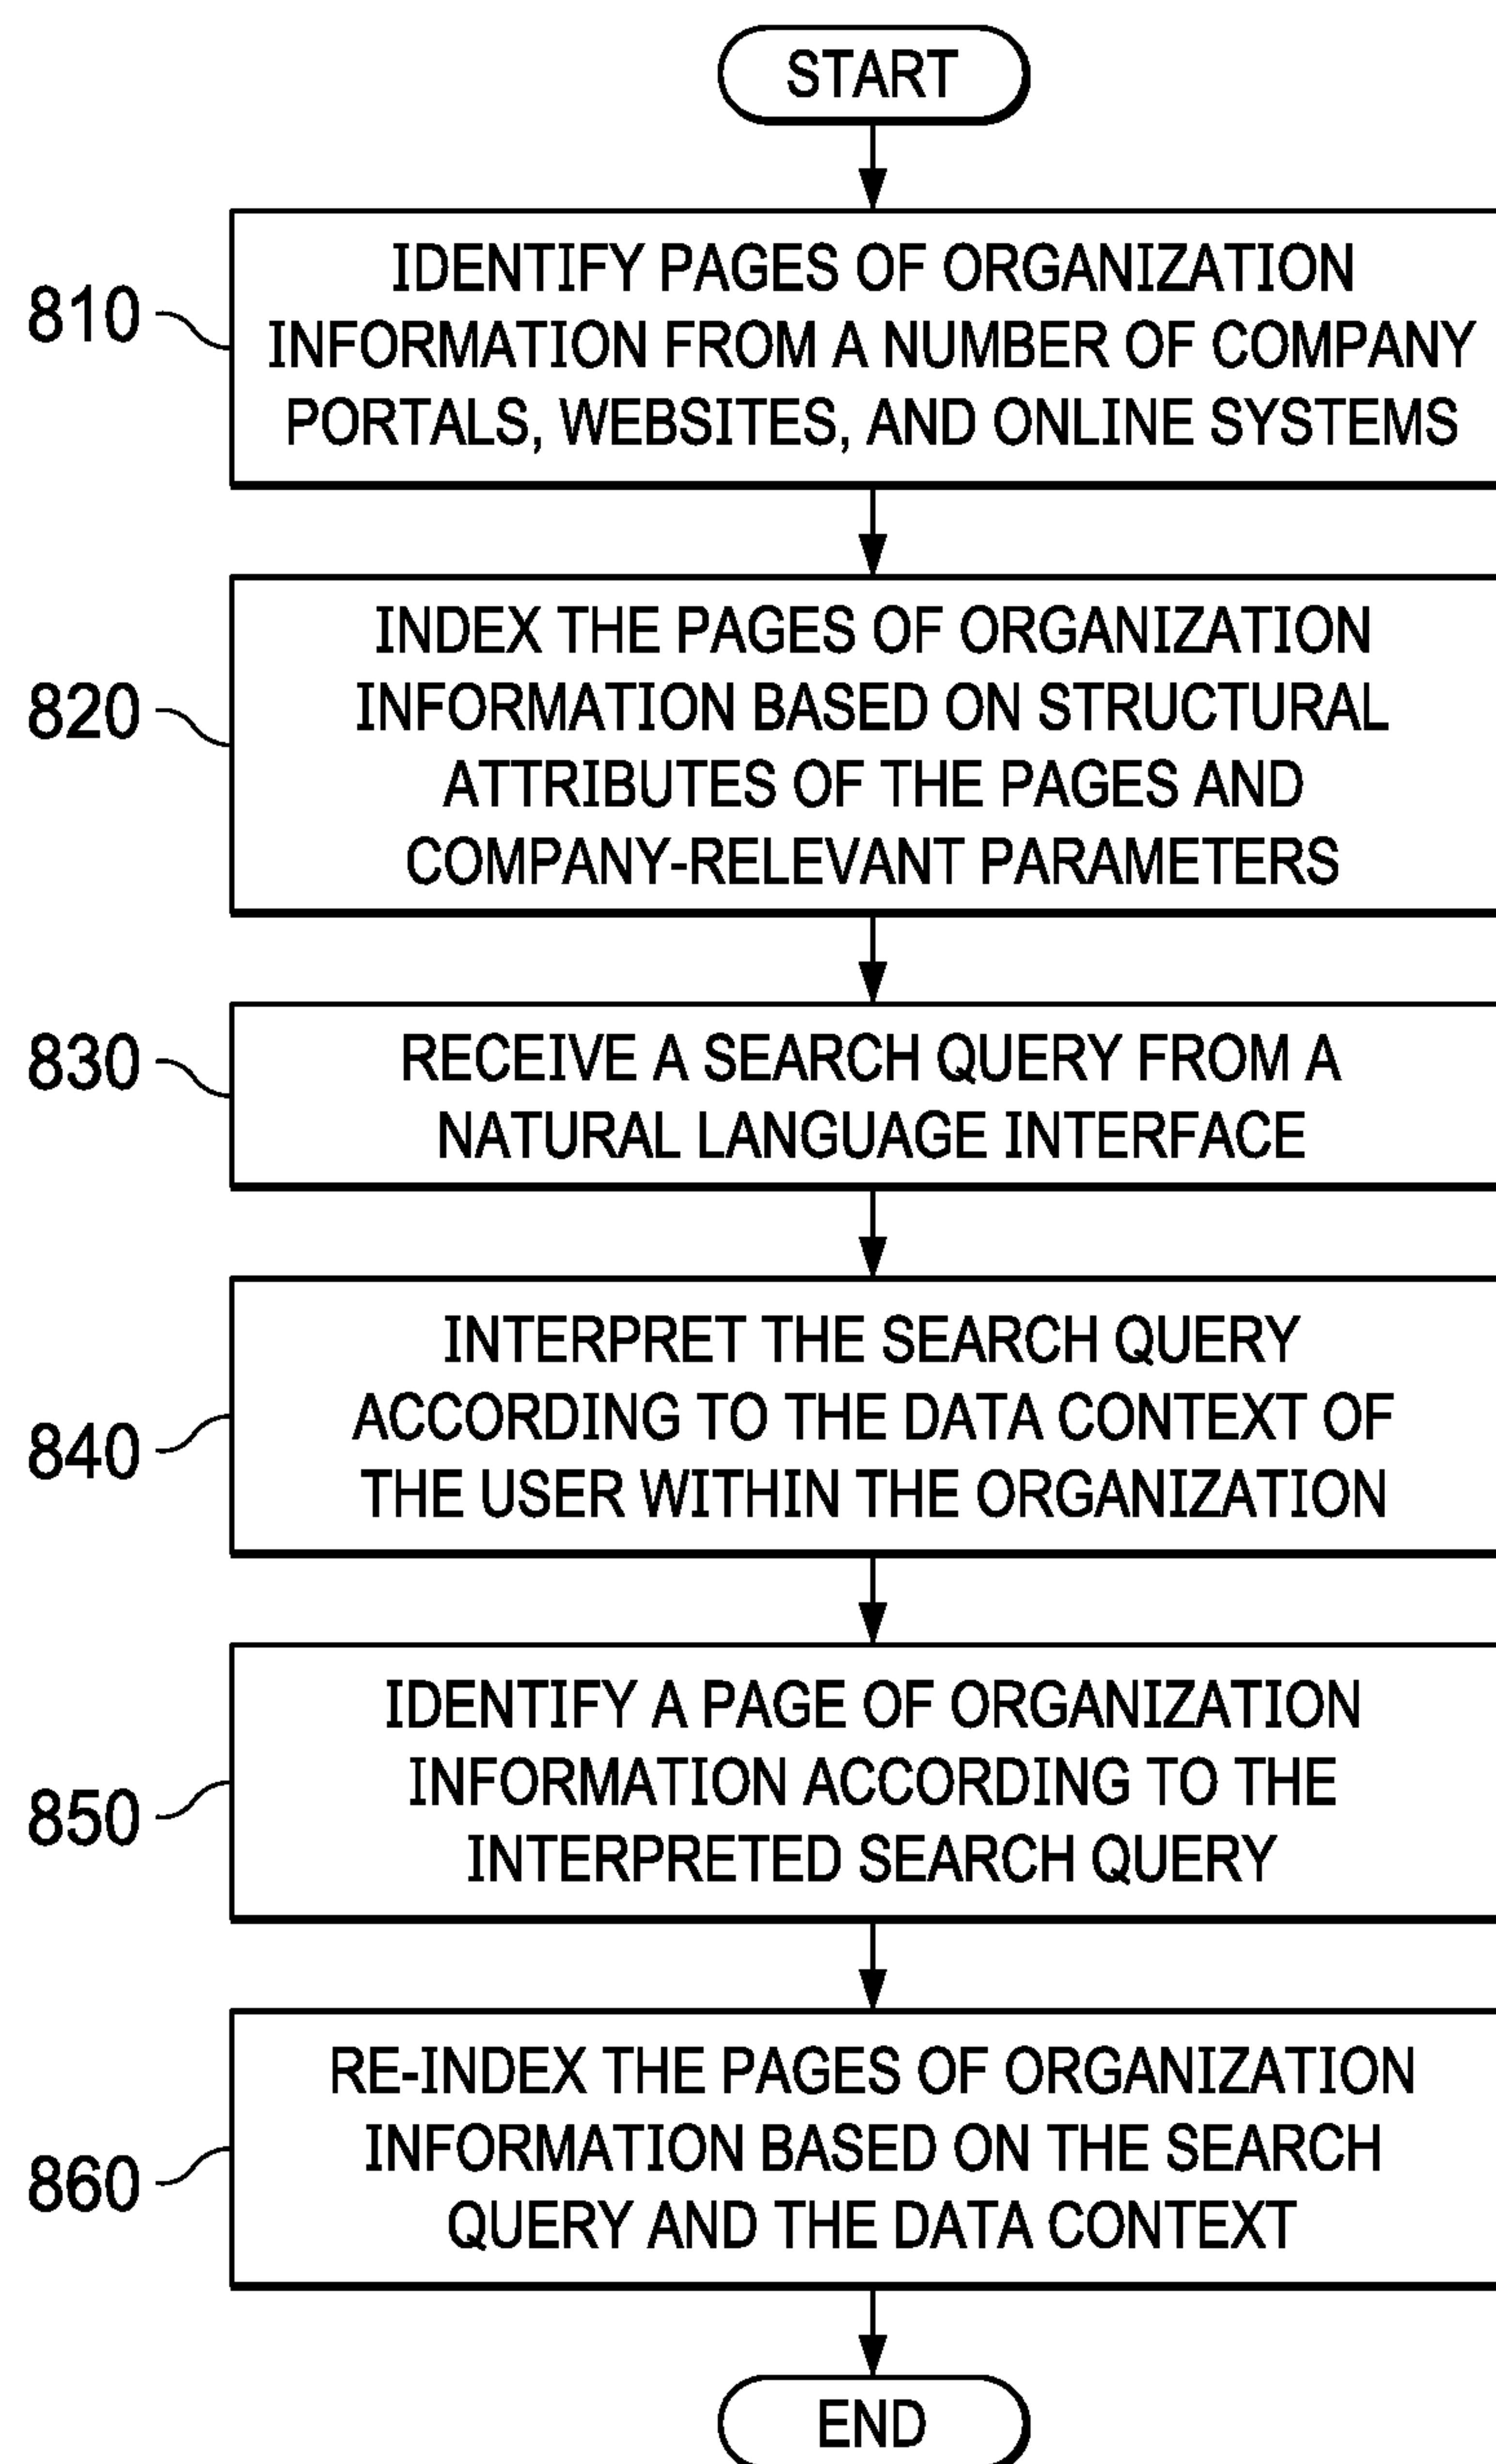 START
810
IDENTIFY PAGES OF ORGANIZATION
INFORMATION FROM A NUMBER OF COMPANY
PORTALS, WEBSITES, AND ONLINE SYSTEMS
820
INDEX THE PAGES OF ORGANIZATION
INFORMATION BASED ON STRUCTURAL
ATTRIBUTES OF THE PAGES AND
COMPANY-RELEVANT PARAMETERS
830
RECEIVE A SEARCH QUERY FROM A
NATURAL LANGUAGE INTERFACE
840
INTERPRET THE SEARCH QUERY
ACCORDING TO THE DATA CONTEXT OF
THE USER WITHIN THE ORGANIZATION
850
IDENTIFY A PAGE OF ORGANIZATION
INFORMATION ACCORDING TO THE
INTERPRETED SEARCH QUERY
860
RE-INDEX THE PAGES OF ORGANIZATION
INFORMATION BASED ON THE SEARCH
QUERY AND THE DATA CONTEXT
END